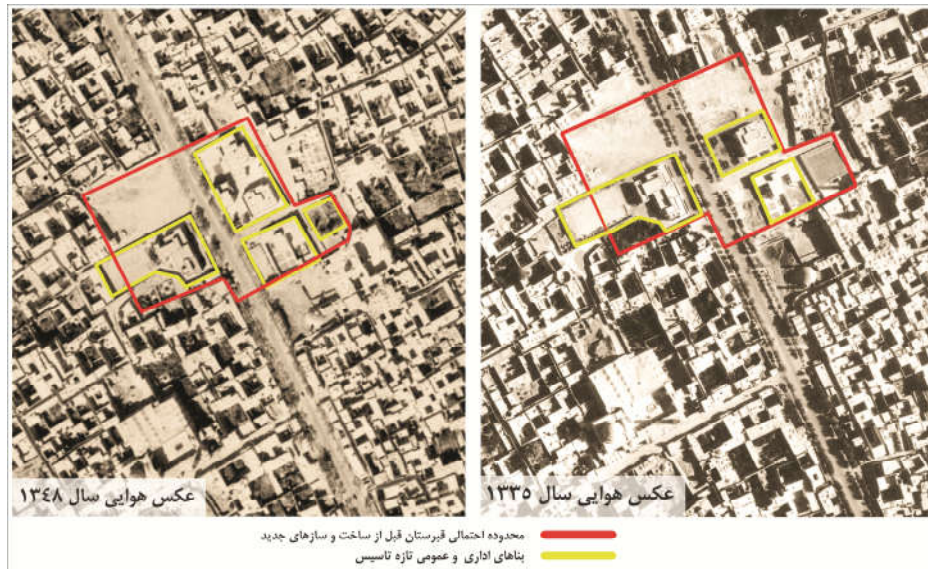 عکس هوایی سال ۱۳۳۵
عکس هوایی سال ۱۳۴۸
محدوده احتمالی قبرستان قبل از ساخت و سازهای جدید
بناهای اداری و عمومی تازه تاسیس